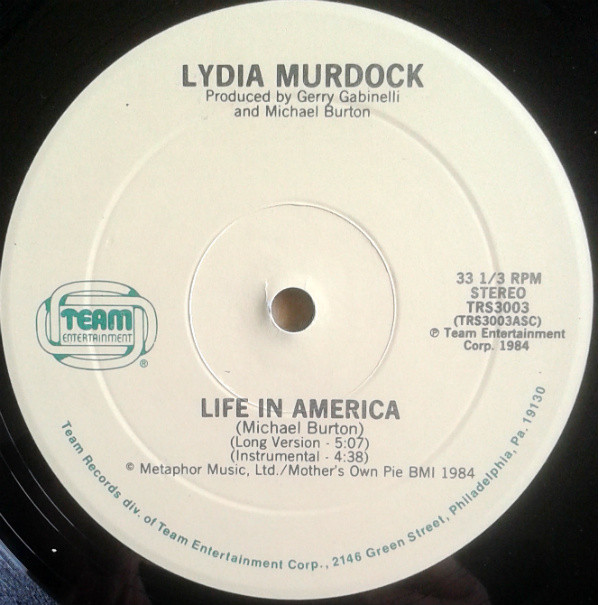 LYDIA MURDOCK
Produced by Gerry Gabinelli
and Michael Burton
TEAM
ENTERTAINMENT
®
33 1/3 RPM
STEREO
TRS3003
(TRS3003ASC)
℗ Team Entertainment
Corp. 1984
LIFE IN AMERICA
(Michael Burton)
(Long Version - 5:07)
(Instrumental - 4:38)
© Metaphor Music, Ltd./Mother's Own Pie BMI 1984
Team Records div. of Team Entertainment Corp., 2146 Green Street, Philadelphia, Pa. 19130